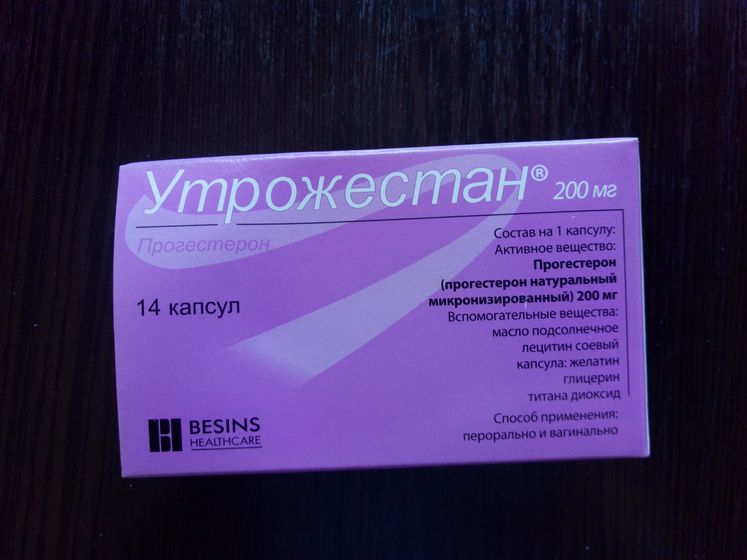 Утрожестан® 200 мг
Прогестерон
14 капсул
Состав на 1 капсулу:
Активное вещество:
Прогестерон
(прогестерон натуральный
микронизированный) 200 мг
Вспомогательные вещества:
масло подсолнечное
лецитин соевый
капсула: желатин
глицерин
титана диоксид
Способ применения:
перорально и вагинально
BESINS
HEALTHCARE